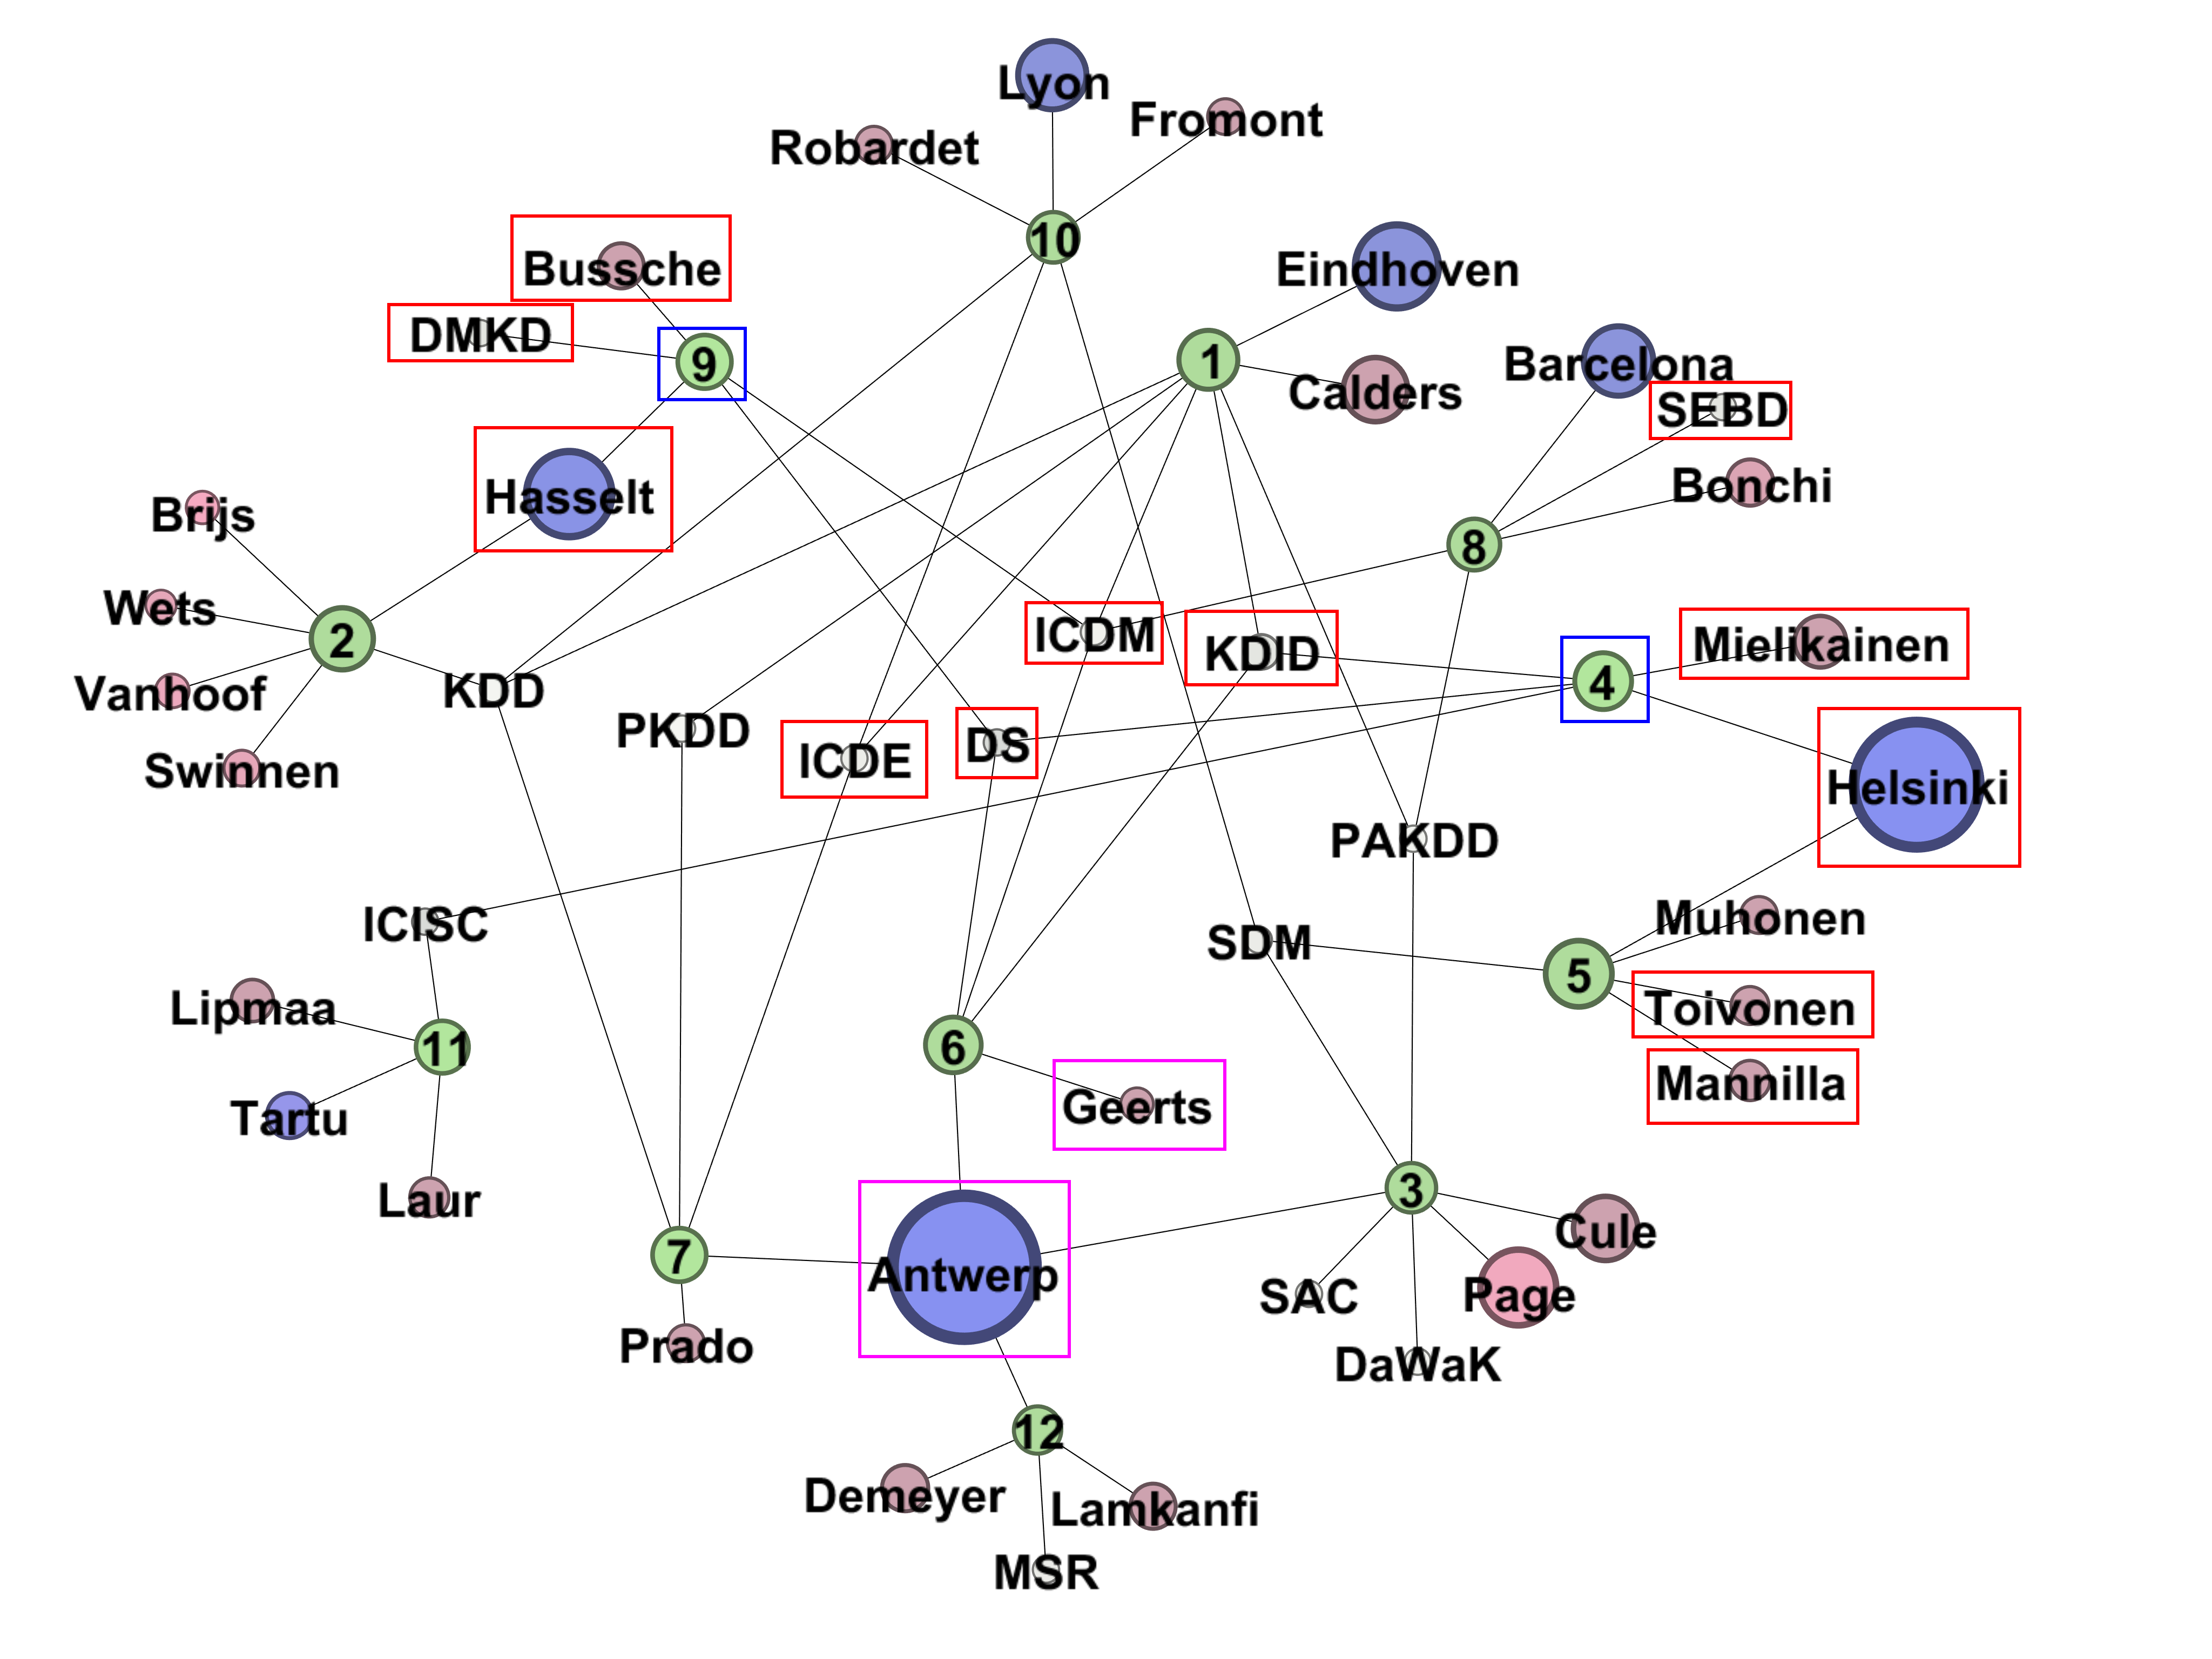 Lyon
Fromont
Robardet
10
Bussche
Eindhoven
DMKD
9
1
Barcelona
Calders
SEBD
Hasselt
Bonchi
Brijs
8
Wets
2
ICDM
KDID
Mielikainen
Vanhoof
KDD
4
PKDD
DS
Swinnen
ICDE
Helsinki
PAKDD
ICISC
SDM
Muhonen
5
Lipmaa
Toivonen
11
6
Mannilla
Tartu
Geerts
Laur
3
Cule
7
Antwerp
SAC
Page
Prado
DaWaK
12
Demeyer
Lamkanfi
MSR